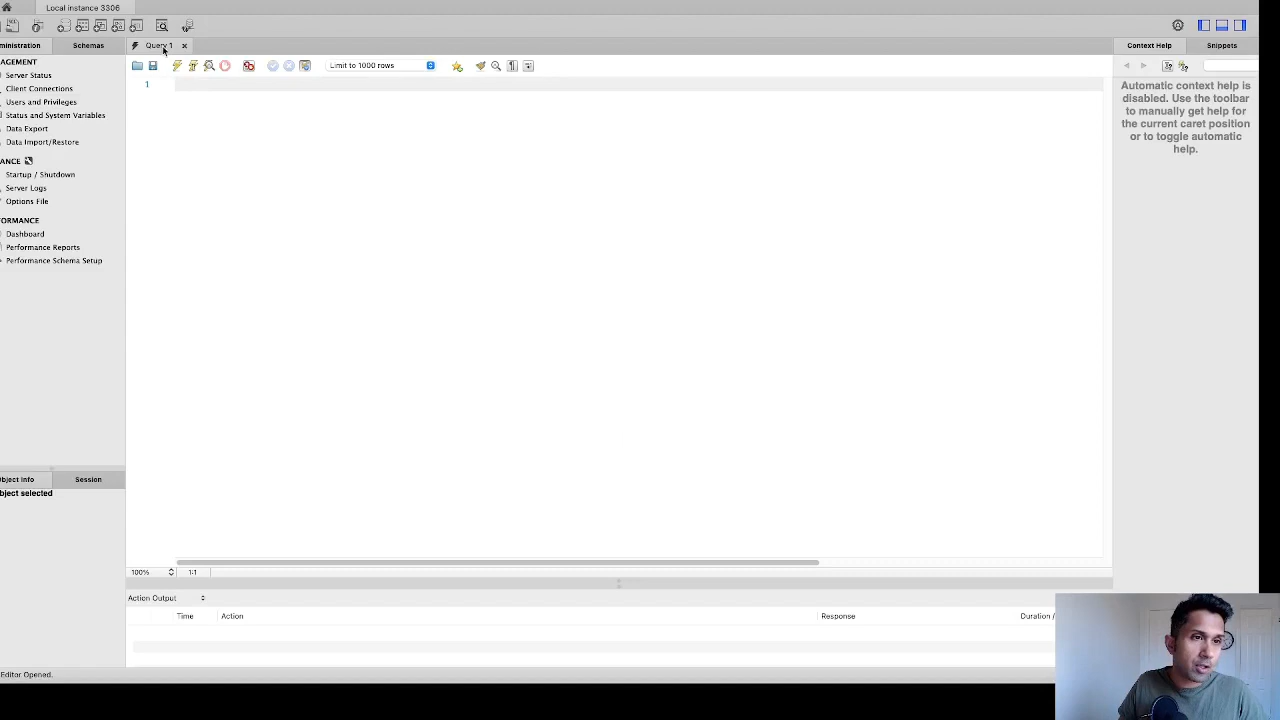 Local instance 3306
ministration
Schemas
Query 1
Context Help
Snippets
AGEMENT
Server Status
Client Connections
Users and Privileges
Status and System Variables
Data Export
Data Import/Restore
ANCE
Startup / Shutdown
Server Logs
Options File
FORMANCE
Dashboard
Performance Reports
Performance Schema Setup
Limit to 1000 rows
1
Automatic context help is
disabled. Use the toolbar
to manually get help for
the current caret position
or to toggle automatic
help.
bject Info
Session
bject selected
100%
1:1
Action Output
Time
Action
Response
Duration /
Editor Opened.